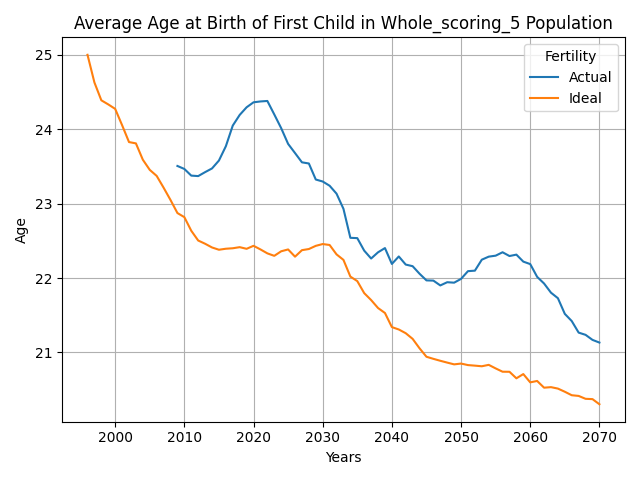 Average Age at Birth of First Child in Whole_scoring_5 Population
Fertility
Actual
Ideal
Age
25
24
23
22
21
2000
2010
2020
2030
2040
2050
2060
2070
Years